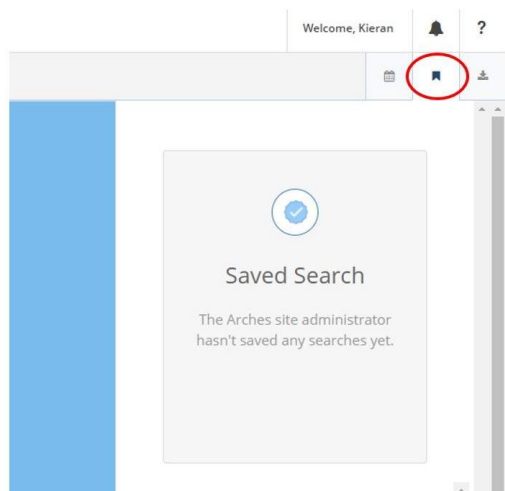 Welcome, Kieran
?
Saved Search
The Arches site administrator
hasn't saved any searches yet.